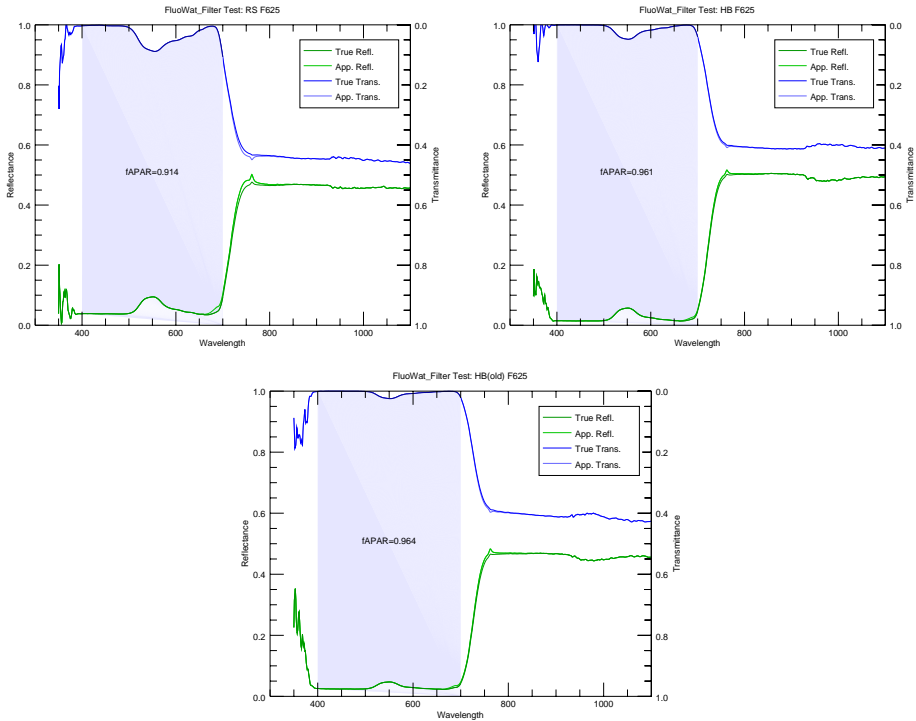 FluoWat_Filter Test: RS F625
1.0
0.8
0.6
0.4
0.2
0.0
Reflectance
True Refl.
App. Refl.
True Trans.
App. Trans.
fAPAR=0.914
0.0
0.2
0.4
0.6
0.8
1.0
Transmittance
400 600 800 1000
Wavelength
FluoWat_Filter Test: HB F625
1.0
0.8
0.6
0.4
0.2
0.0
Reflectance
True Refl.
App. Refl.
True Trans.
App. Trans.
fAPAR=0.961
0.0
0.2
0.4
0.6
0.8
1.0
Transmittance
400 600 800 1000
Wavelength
FluoWat_Filter Test: HB(old) F625
1.0
0.8
0.6
0.4
0.2
0.0
Reflectance
True Refl.
App. Refl.
True Trans.
App. Trans.
fAPAR=0.964
0.0
0.2
0.4
0.6
0.8
1.0
Transmittance
400 600 800 1000
Wavelength